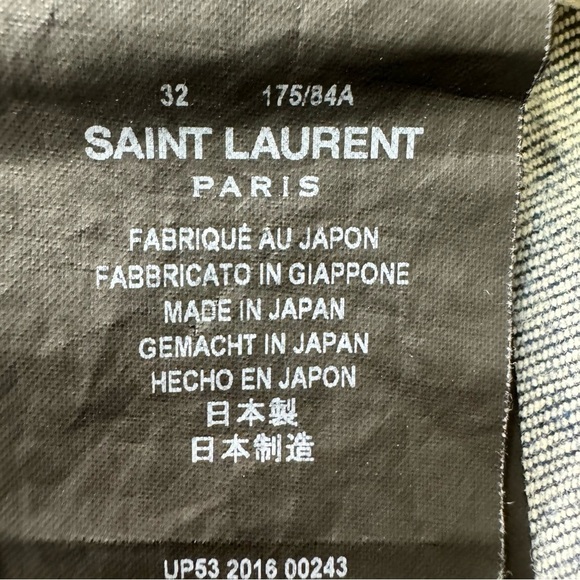 32 175/84A
SAINT LAURENT
PARIS
FABRIQUÉ AU JAPON
FABBRICATO IN GIAPPONE
MADE IN JAPAN
GEMACHT IN JAPAN
HECHO EN JAPON
日本製
日本制造
UP53 2016 00243